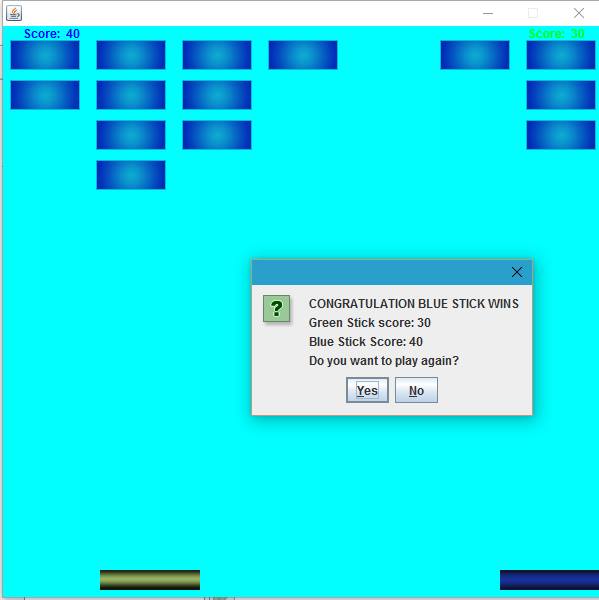 Score: 40
Score: 30
CONGRATULATION BLUE STICK WINS
Green Stick score: 30
Blue Stick Score: 40
Do you want to play again?
Yes No